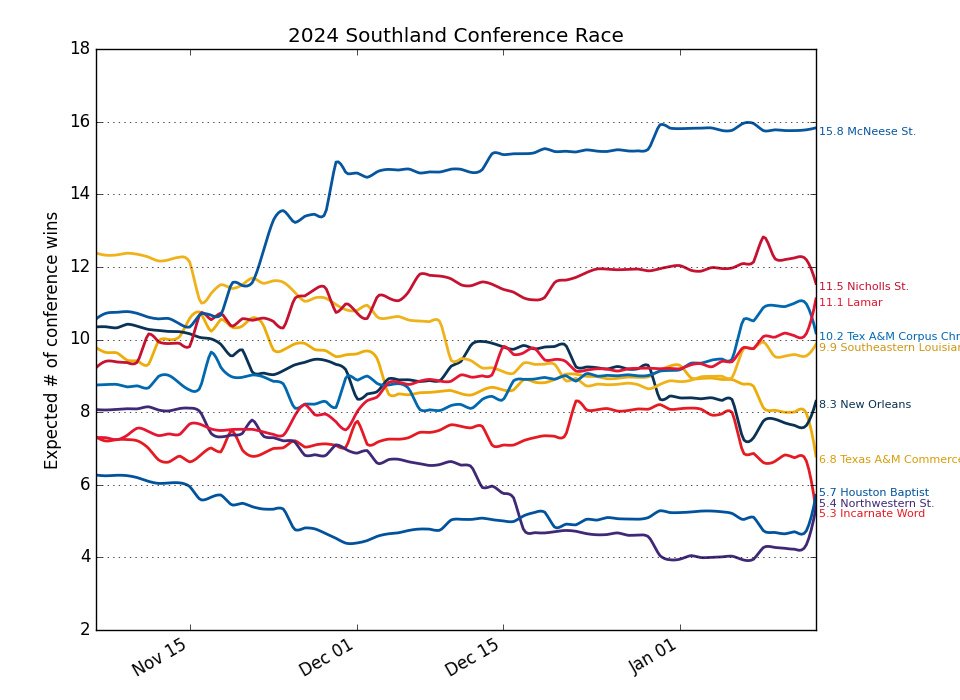 2024 Southland Conference Race
Expected # of conference wins
18
16
14
12
10
8
6
4
2
Nov 15
Dec 01
Dec 15
Jan 01
15.8 McNeese St.
11.5 Nicholls St.
11.1 Lamar
10.2 Tex A&M Corpus Chr
9.9 Southeastern Louisian
8.3 New Orleans
6.8 Texas A&M Commerce
5.7 Houston Baptist
5.4 Northwestern St.
5.3 Incarnate Word